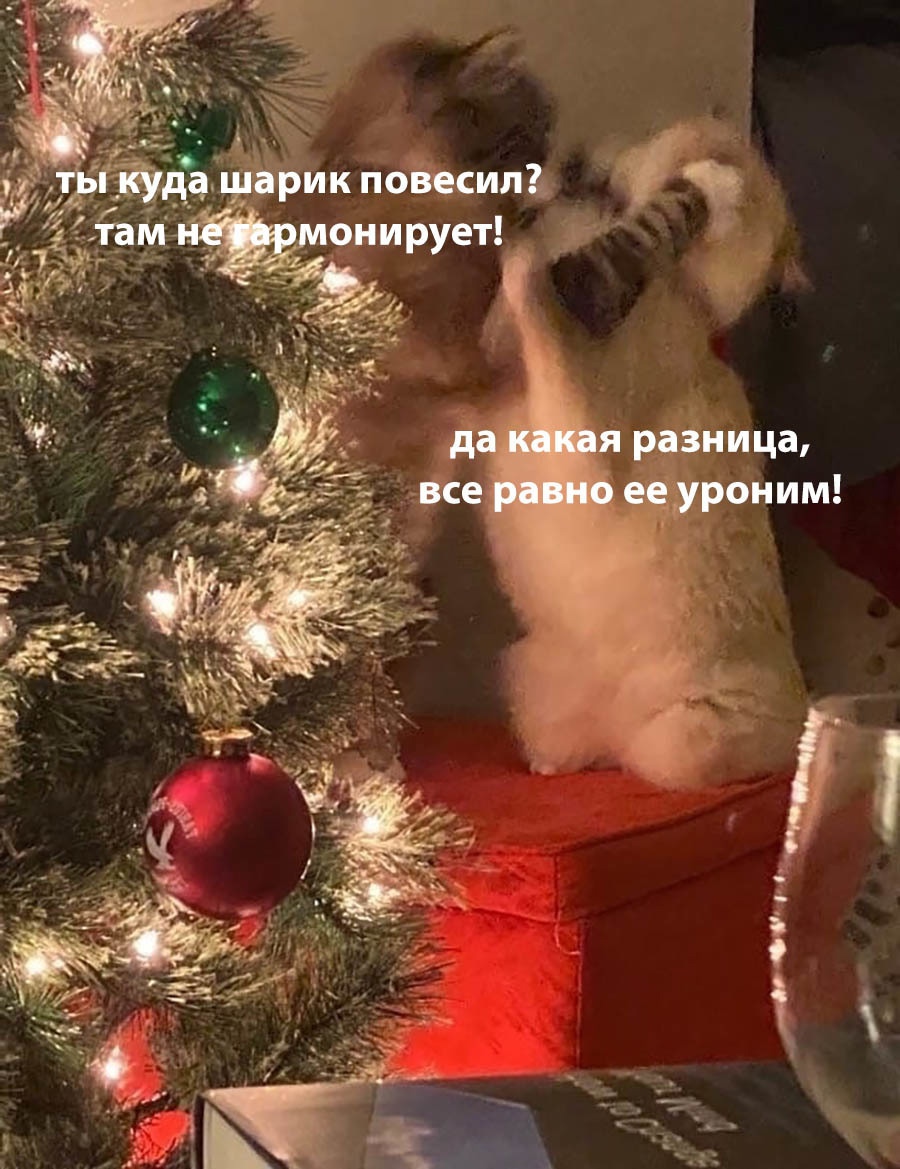 ты куда шарик повесил?
там не гармонирует!
да какая разница,
все равно ее уроним!